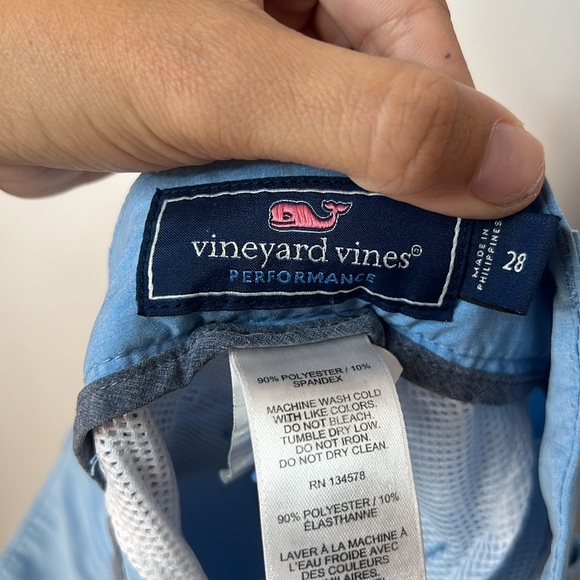 vineyard vines®
PERFORMANCE
MADE IN
PHILIPPINES
28
90% POLYESTER / 10%
SPANDEX
MACHINE WASH COLD
WITH LIKE COLORS.
DO NOT BLEACH.
TUMBLE DRY LOW.
DO NOT IRON.
DO NOT DRY CLEAN.
RN 134578
90% POLYESTER / 10%
ÉLASTHANNE
LAVER À LA MACHINE À
L'EAU FROIDE AVEC
DES COULEURS